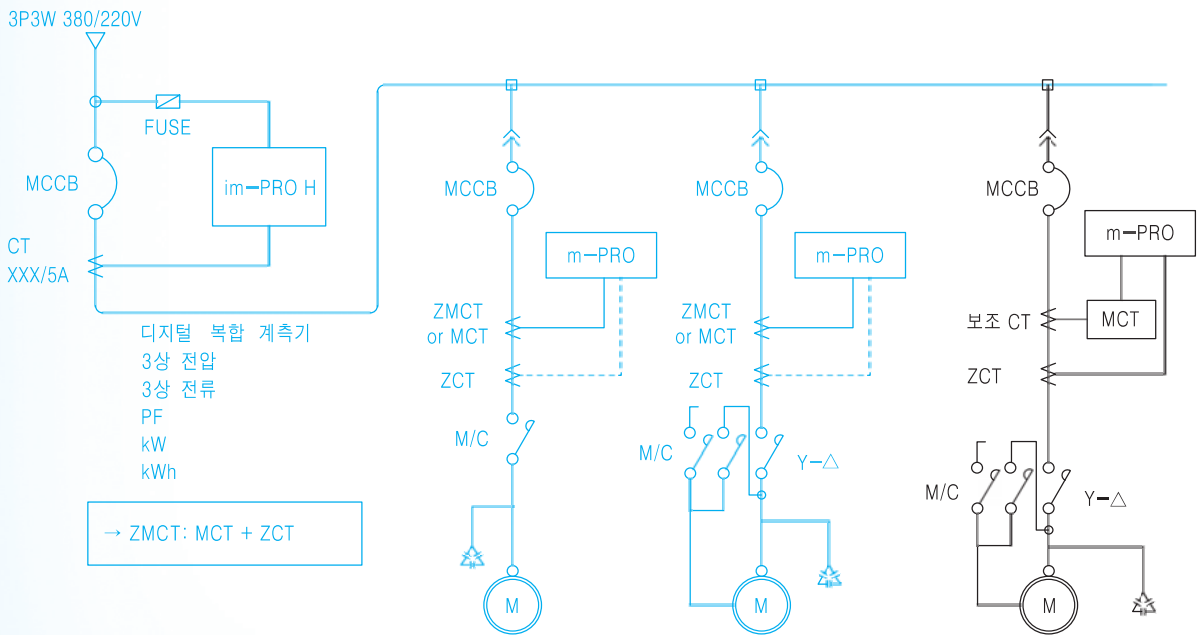 3P3W 380/220V
FUSE
MCCB
im-PRO H
CT
XXX/5A
디지털 복합 계측기
3상 전압
3상 전류
PF
kW
kWh
→ ZMCT: MCT + ZCT
MCCB
m-PRO
ZMCT
or MCT
ZCT
M/C
M
MCCB
m-PRO
ZMCT
or MCT
ZCT
M/C
Y-△
M
MCCB
m-PRO
보조 CT
MCT
ZCT
M/C
Y-△
M